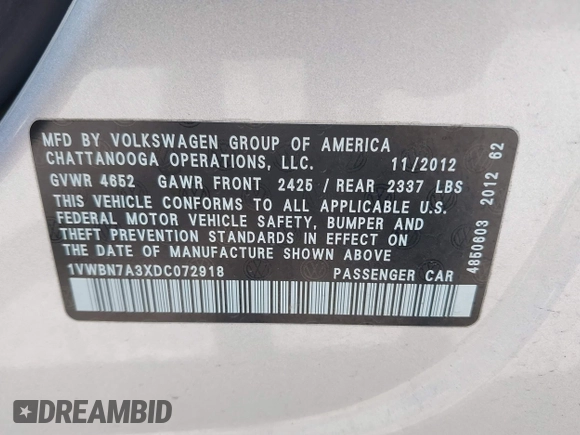 MFD BY VOLKSWAGEN GROUP OF AMERICA
CHATTANOOGA OPERATIONS, LLC. 11/2012
GVWR 4652 GAWR FRONT 2425 / REAR 2337 LBS
THIS VEHICLE CONFORMS TO ALL APPLICABLE U.S.
FEDERAL MOTOR VEHICLE SAFETY, BUMPER AND
THEFT PREVENTION STANDARDS IN EFFECT ON
THE DATE OF MANUFACTURE SHOWN ABOVE.
1VWBN7A3XDC072918 PASSENGER CAR
4850603 2012 62
DREAMBID